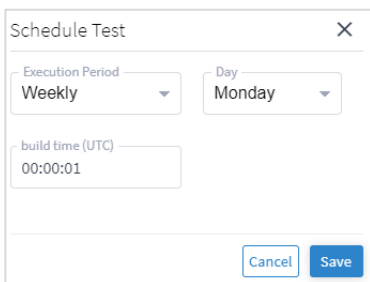 Schedule Test
Execution Period
Day
Weekly
Monday
build time (UTC)
00:00:01
Cancel
Save